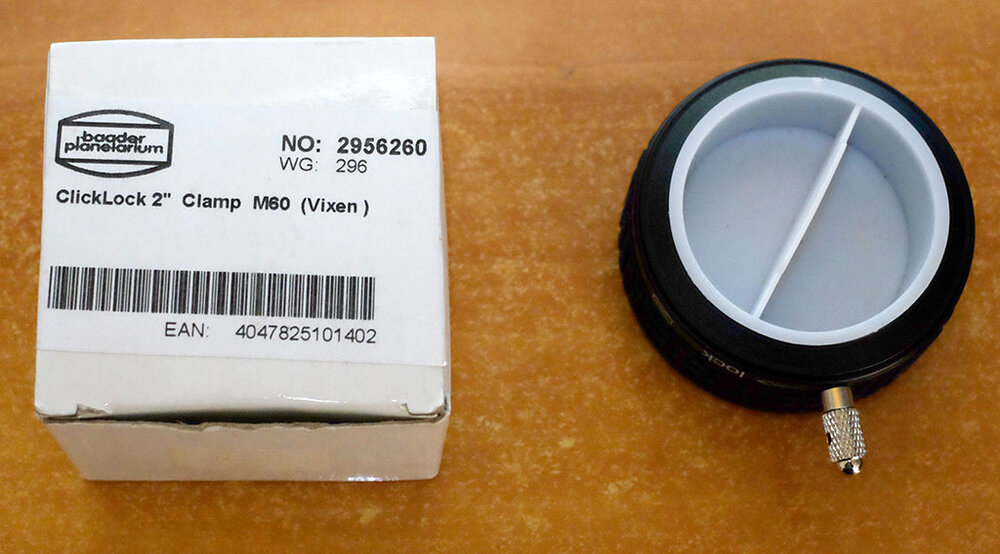 baader
planetarium
NO: 2956260
WG: 296
ClickLock 2" Clamp M60 (Vixen )
EAN: 4047825101402
lock